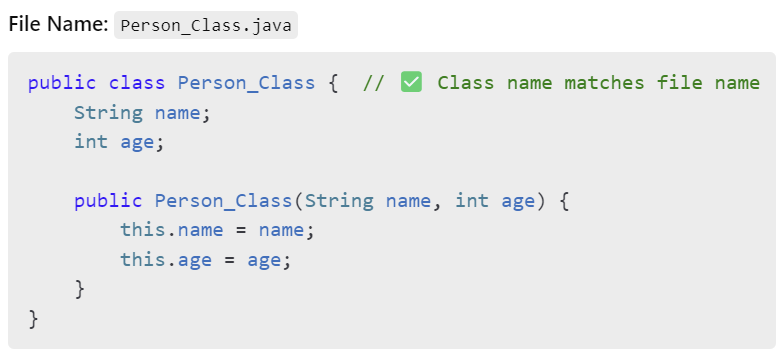 File Name: Person_Class.java
public class Person_Class {  // ✅ Class name matches file name
    String name;
    int age;

    public Person_Class(String name, int age) {
        this.name = name;
        this.age = age;
    }
}